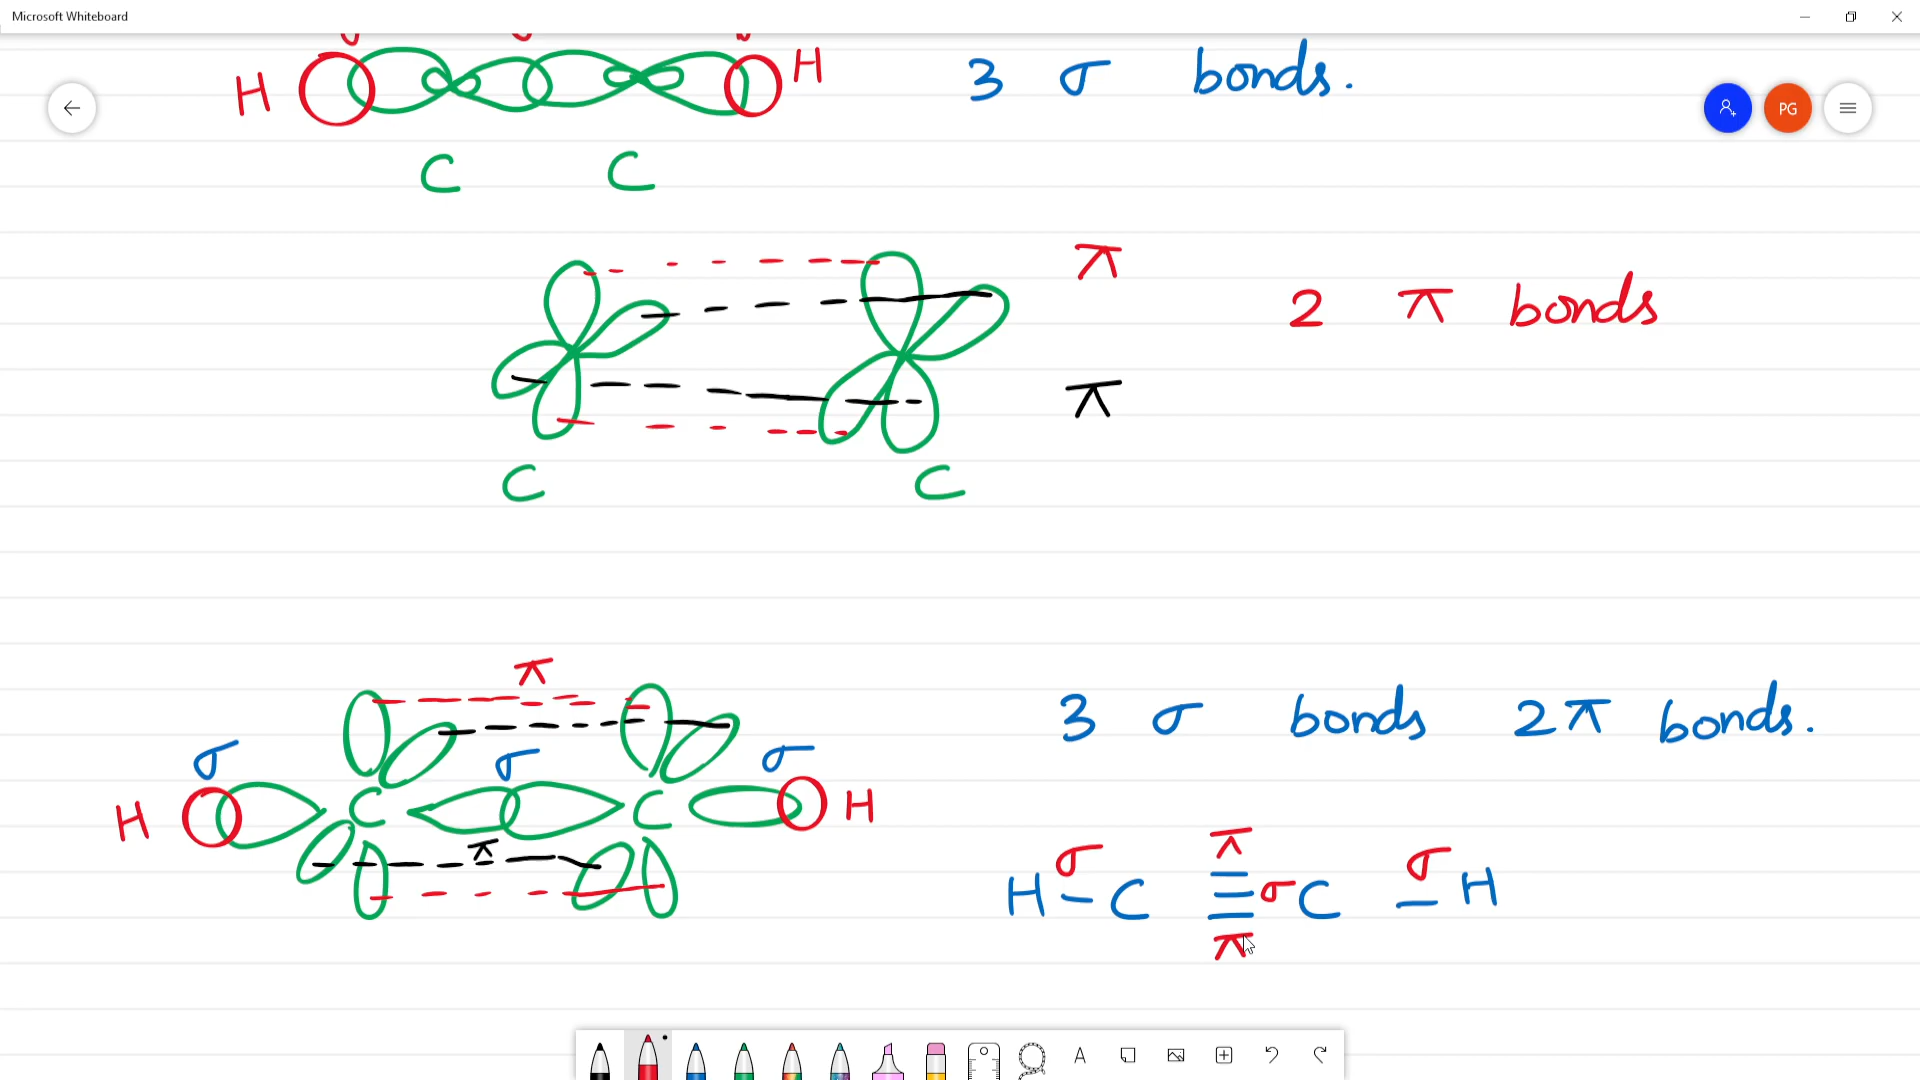 Microsoft Whiteboard
H H 3 σ bonds.
C C
PG
π
2 π bonds
π
C C
π
3 σ bonds 2π bonds.
σ σ σ
H C C H
π
π
σ σ
H – C ≡ σ C – H
π
A